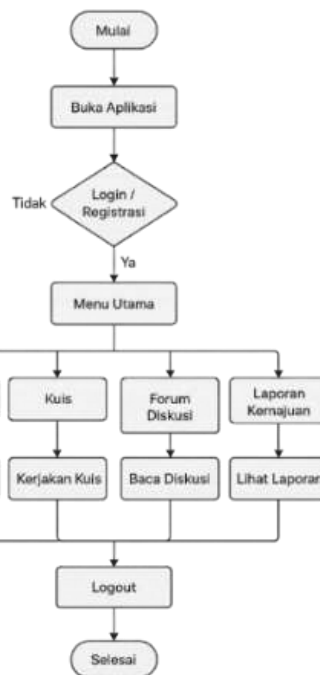 Mulai
Buka Aplikasi
Login /
Registrasi
Tidak
Ya
Menu Utama
Kuis
Forum
Diskusi
Laporan
Kemajuan
Kerjakan Kuis
Baca Diskusi
Lihat Laporan
Logout
Selesai